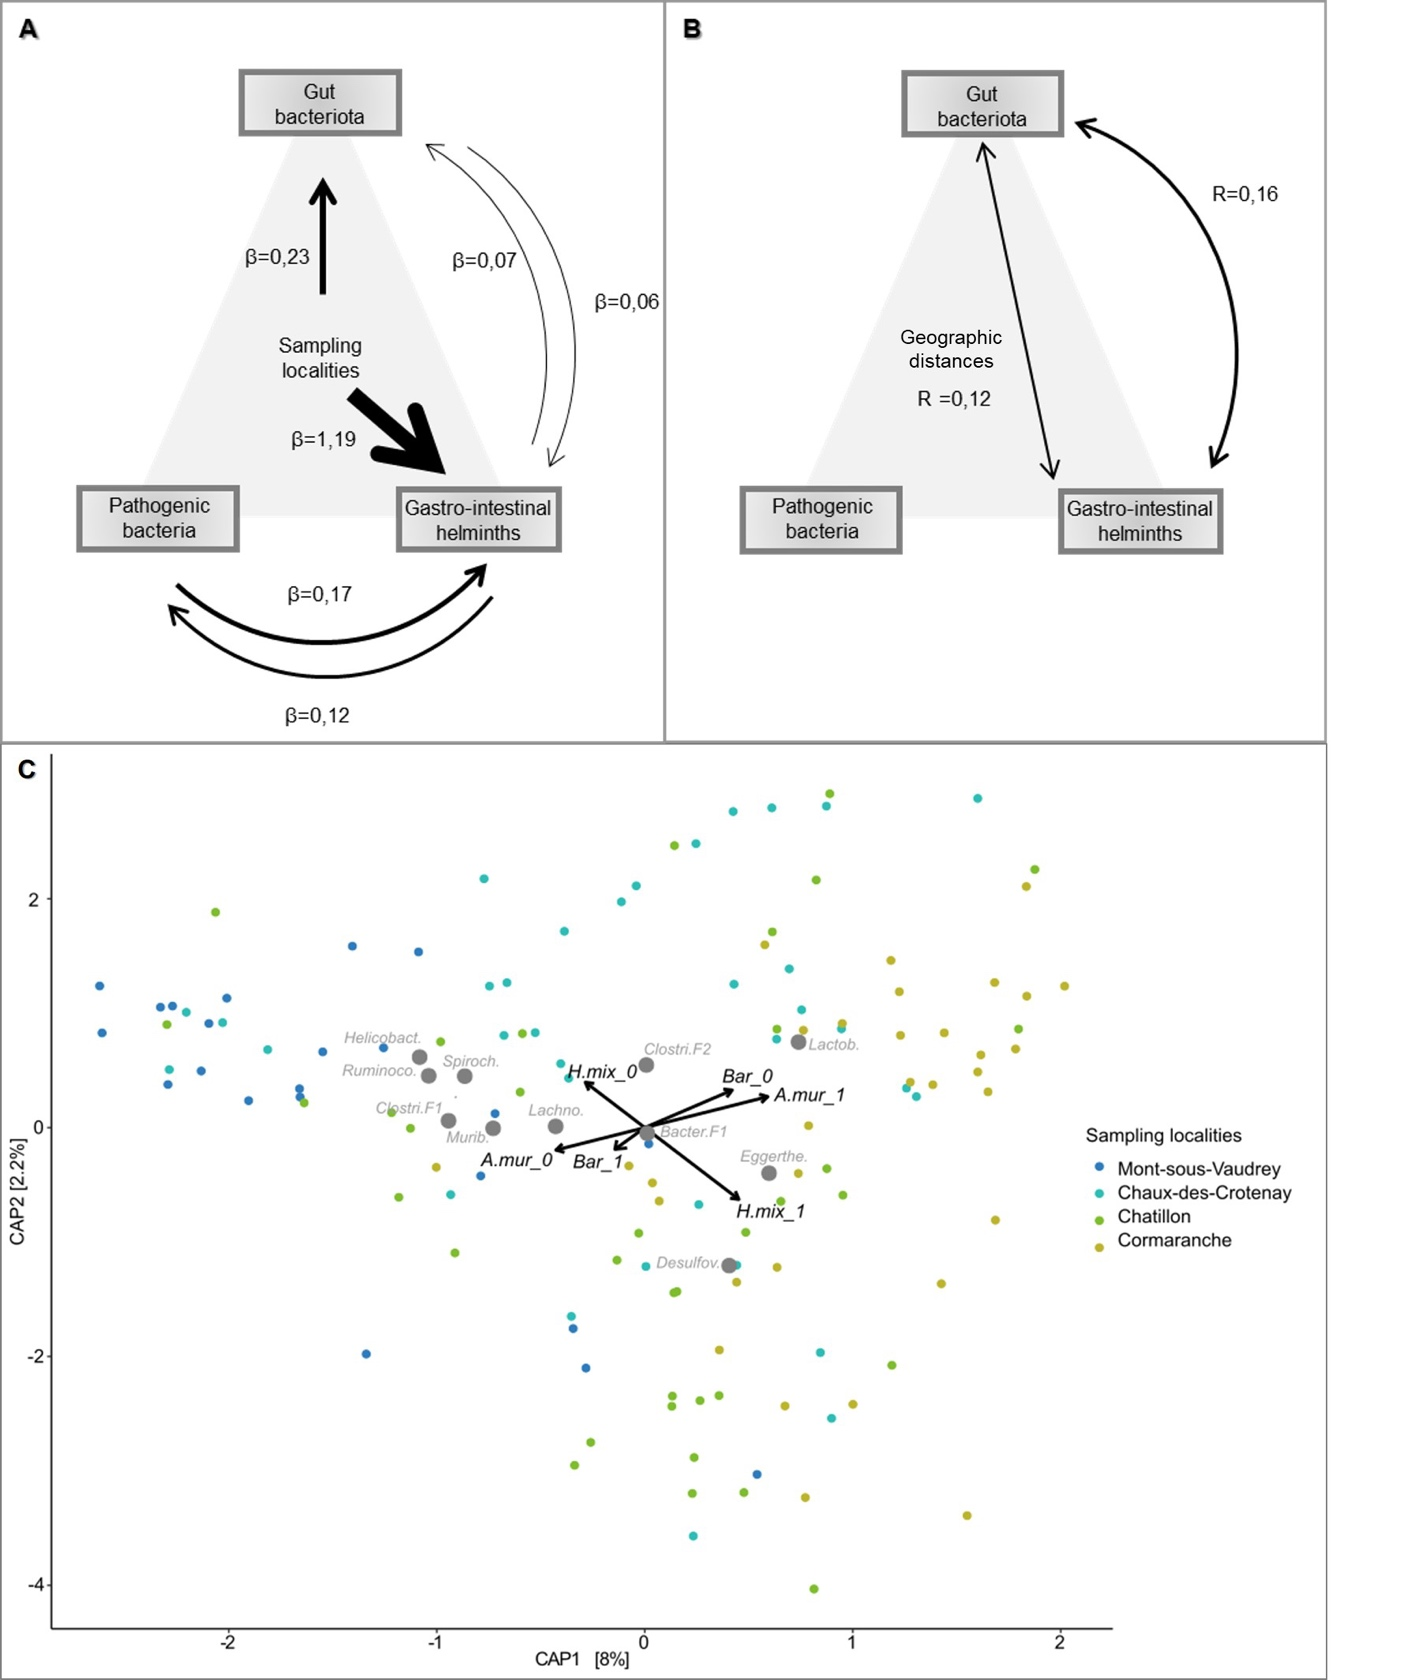 A
Gut
bacteriota
β=0,23
β=0,07
β=0,06
Sampling
localities
β=1,19
Pathogenic
bacteria
Gastro-intestinal
helminths
β=0,17
β=0,12
B
Gut
bacteriota
R=0,16
Geographic
distances
R =0,12
Pathogenic
bacteria
Gastro-intestinal
helminths
C
CAP2 [2.2%]
2
0
-2
-4
Helicobact.
Ruminoco.
Spiroch.
Clostri.F1
Murib.
Lachno.
Clostri.F2
Lactob.
H.mix_0
Bar_0
A.mur_1
Bacter.F1
A.mur_0
Bar_1
Eggerthe.
H.mix_1
Desulfov.
Sampling localities
Mont-sous-Vaudrey
Chaux-des-Crotenay
Chatillon
Cormaranche
-2
-1
0
1
2
CAP1 [8%]